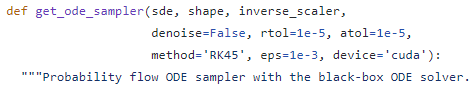 def get_ode_sampler(sde, shape, inverse_scaler,
denoise=False, rtol=1e-5, atol=1e-5,
method='RK45', eps=1e-3, device='cuda'):
"""Probability flow ODE sampler with the black-box ODE solver.